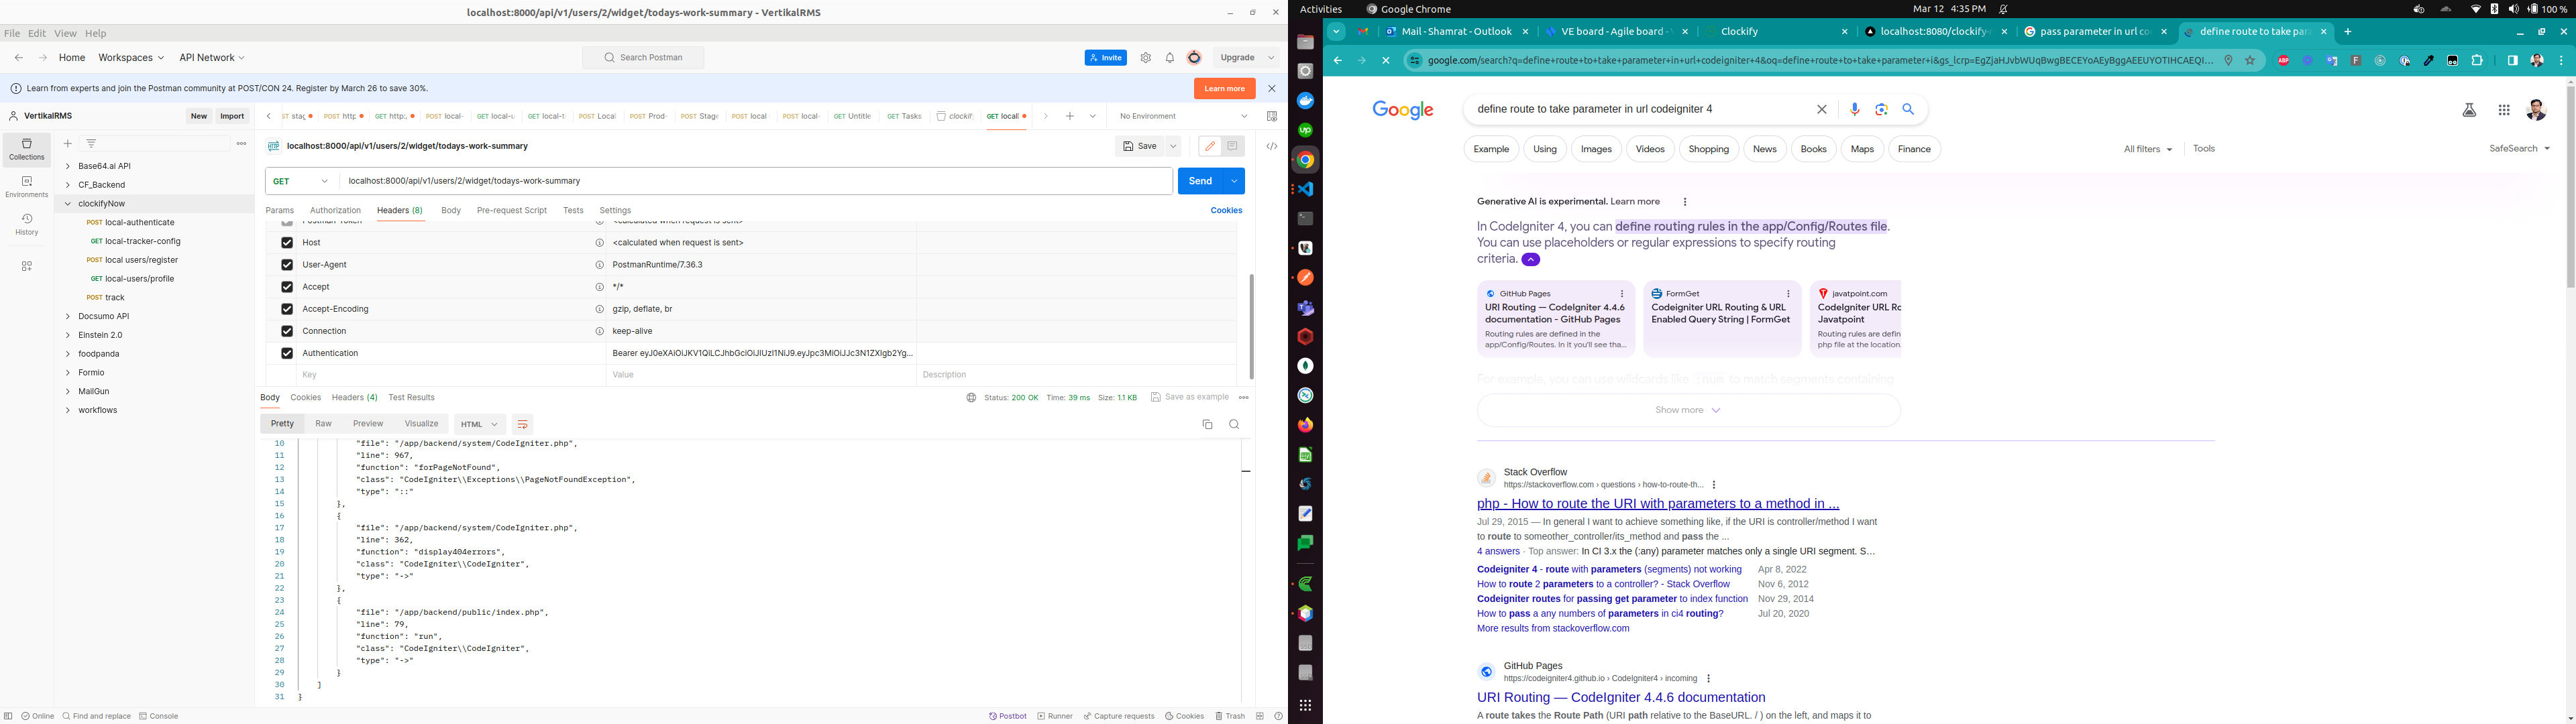 localhost:8000/api/v1/users/2/widget/todays-work-summary - VertikalRMS
File Edit View Help
Home Workspaces API Network
Search Postman
Invite
Upgrade
Learn from experts and join the Postman community at POST/CON 24. Register by March 26 to save 30%.
Learn more
VertikalRMS
New Import
POST http:
GET http:
POST local-
GET local-u
GET local-t
POST Local
POST Prod-
POST Stage
POST local
POST local-
GET Untitle
GET Tasks
clockif
GET local
No Environment
Collections
Environments
History
Base64.ai API
CF_Backend
clockifyNow
POST local-authenticate
GET local-tracker-config
POST local users/register
GET local-users/profile
POST track
Docsumo API
Einstein 2.0
foodpanda
Formio
MailGun
workflows
localhost:8000/api/v1/users/2/widget/todays-work-summary
Save
GET localhost:8000/api/v1/users/2/widget/todays-work-summary
Send
Params Authorization Headers (8) Body Pre-request Script Tests Settings
Cookies
Postman-Token <calculated when request is sent>
Host <calculated when request is sent>
User-Agent PostmanRuntime/7.36.3
Accept */*
Accept-Encoding gzip, deflate, br
Connection keep-alive
Authentication Bearer
Key Value Description
Body Cookies Headers (4) Test Results
Status: 200 OK Time: 39 ms Size: 1.1 KB
Save as example
Pretty Raw Preview Visualize HTML
10 "file": "/app/backend/system/CodeIgniter.php",
11 "line": 967,
12 "function": "forPageNotFound",
13 "class": "CodeIgniter\\Exceptions\\PageNotFoundException",
14 "type": "::"
15 },
16 {
17 "file": "/app/backend/system/CodeIgniter.php",
18 "line": 362,
19 "function": "display404errors",
20 "class": "CodeIgniter\\CodeIgniter",
21 "type": "->"
22 },
23 {
24 "file": "/app/backend/public/index.php",
25 "line": 79,
26 "function": "run",
27 "class": "CodeIgniter\\CodeIgniter",
28 "type": "->"
29 }
30 ]
31 }
Online Find and replace Console
Postbot Runner Capture requests Cookies Trash
Activities Google Chrome
Mar 12 4:35 PM
100 %
Mail - Shamrat - Outlook
VE board - Agile board -
Clockify
localhost:8080/clockify-
pass parameter in url co
define route to take par
google.com/search?q=define+route+to+take+parameter+in+url+codeigniter+4&oq=define+route+to+take+parameter+i&gs_lcrp=
Google
define route to take parameter in url codeigniter 4
Example Using Images Videos Shopping News Books Maps Finance
All filters Tools
SafeSearch
Generative AI is experimental. Learn more
In CodeIgniter 4, you can define routing rules in the app/Config/Routes file.
You can use placeholders or regular expressions to specify routing
criteria.
GitHub Pages
URI Routing — CodeIgniter 4.4.6
documentation - GitHub Pages
Routing rules are defined in the
app/Config/Routes. In it you'll see tha...
FormGet
Codeigniter URL Routing & URL
Enabled Query String | FormGet
javatpoint.com
CodeIgniter URL Ro
Javatpoint
Routing rules are defin
php file at the location
For example, you can use wildcards like :num to match segments containing
Show more
Stack Overflow
https://stackoverflow.com › questions › how-to-route-th...
php - How to route the URI with parameters to a method in ...
Jul 29, 2015 — In general I want to achieve something like, if the URI is controller/method I want
to route to someother_controller/its_method and pass the ...
4 answers · Top answer: In CI 3.x the (:any) parameter matches only a single URI segment. S...
Codeigniter 4 - route with parameters (segments) not working Apr 8, 2022
How to route 2 parameters to a controller? - Stack Overflow Nov 6, 2012
Codeigniter routes for passing get parameter to index function Nov 29, 2014
How to pass a any numbers of parameters in ci4 routing? Jul 20, 2020
More results from stackoverflow.com
GitHub Pages
https://codeigniter4.github.io › CodeIgniter4 › incoming
URI Routing — CodeIgniter 4.4.6 documentation
A route takes the Route Path (URI path relative to the BaseURL. / ) on the left, and maps it to